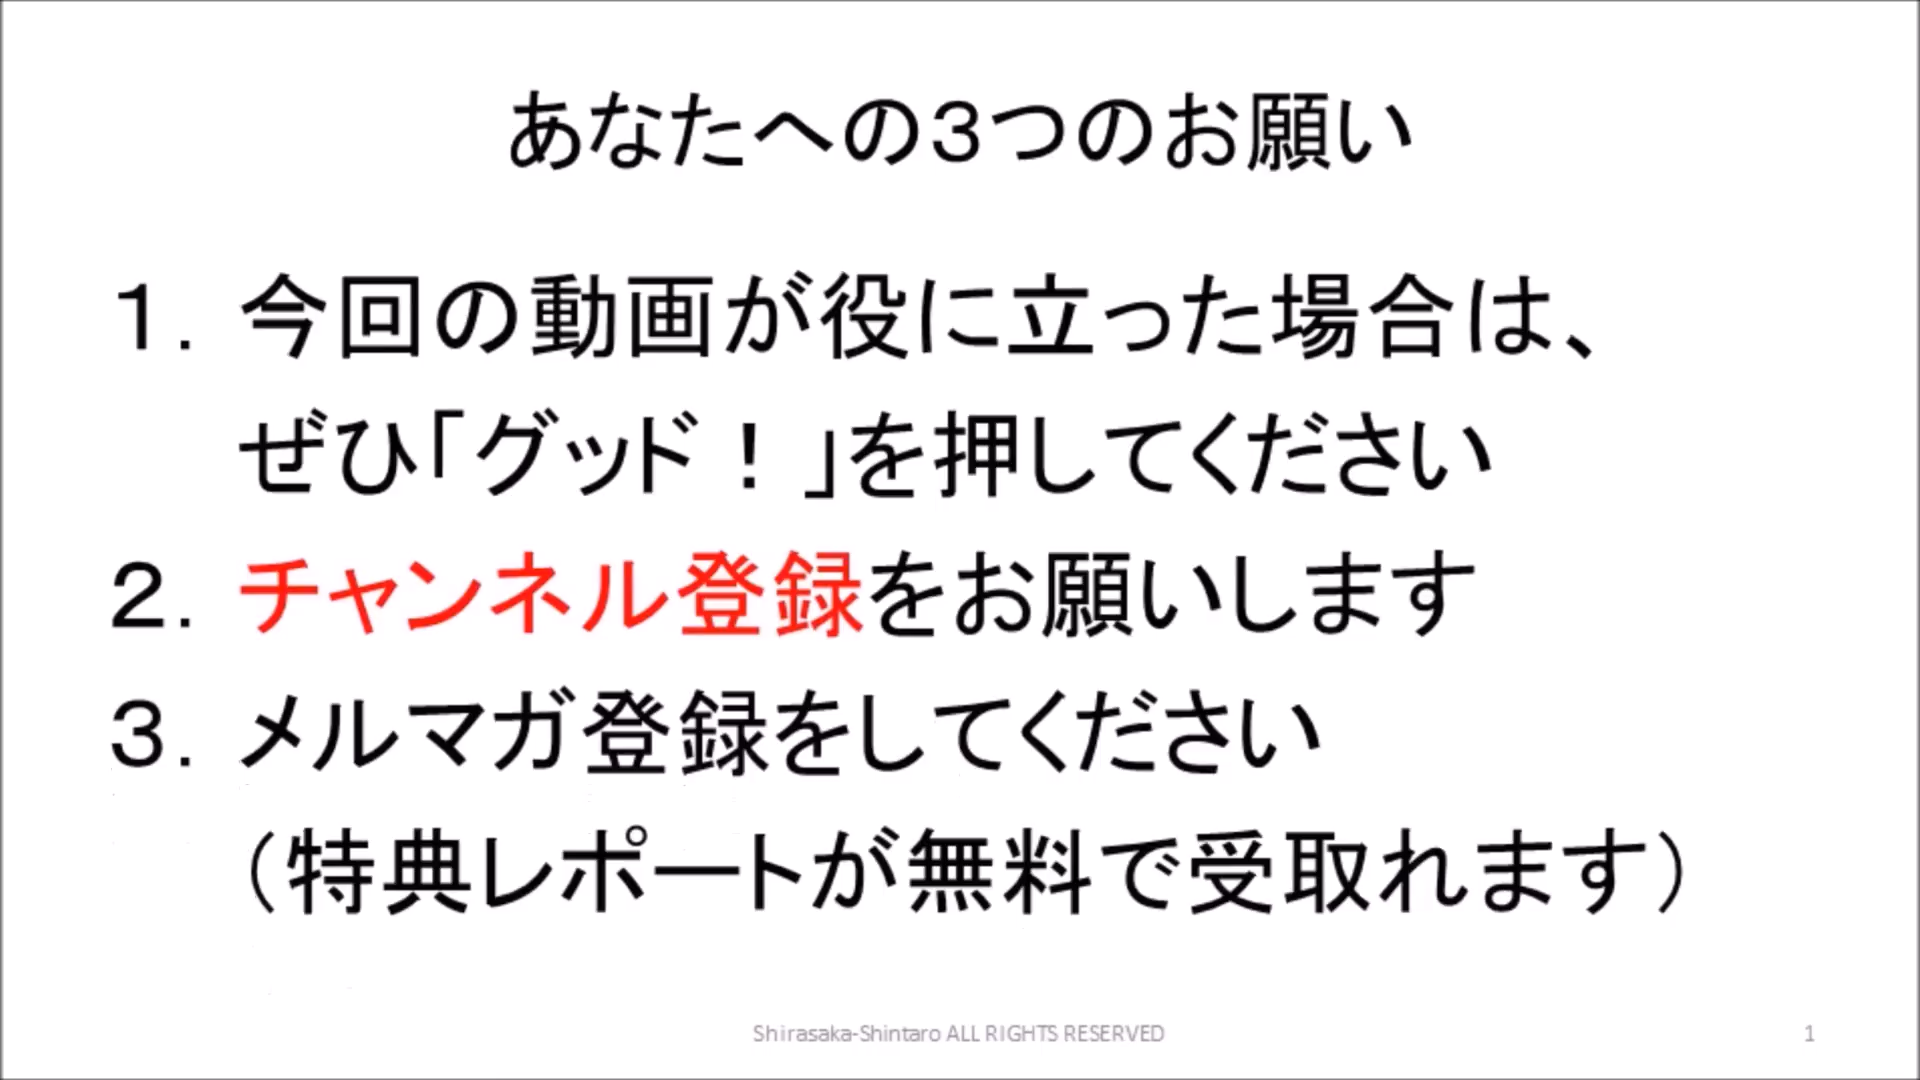 あなたへの３つのお願い
１．今回の動画が役に立った場合は、
ぜひ「グッド！」を押してください
２．チャンネル登録をお願いします
３．メルマガ登録をしてください
（特典レポートが無料で受取れます）
Shirasaka-Shintaro ALL RIGHTS RESERVED
1